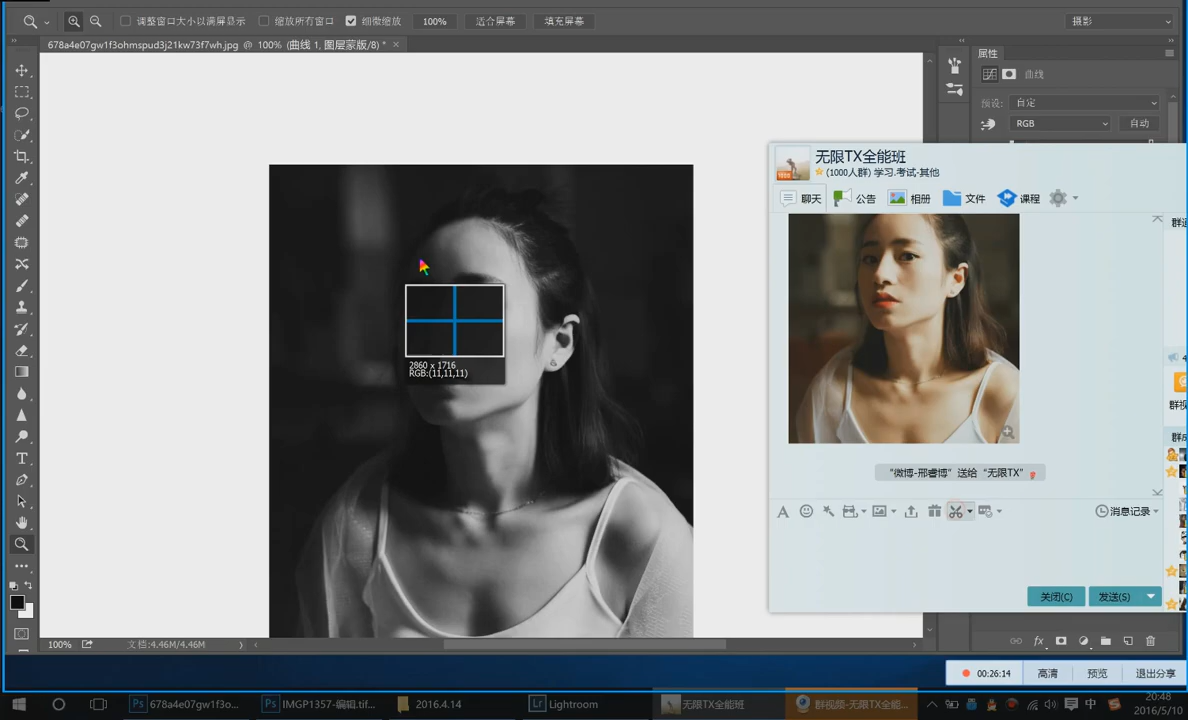 调整窗口大小以满屏显示 缩放所有窗口 细微缩放 100% 适合屏幕 填充屏幕 摄影
678a4e07gw1f3ohmspud3j21kw73f7wh.jpg @ 100% (曲线 1, 图层蒙版/8) * ×
属性
曲线
预设: 自定
RGB 自动
无限TX全能班
(1000人群) 学习.考试-其他
聊天 公告 相册 文件 课程
2860 x 1716
RGB:(11,11,11)
“微博-邢睿博” 送给 “无限TX”
消息记录
关闭(C) 发送(S)
100% 文档:4.46M/4.46M
00:26:14 高清 预览 退出分享
678a4e07gw1f3o... IMGP1357-编辑.tif... 2016.4.14 Lightroom 无限TX全能班 群视频-无限TX全能... 中 20:48
2016/5/10